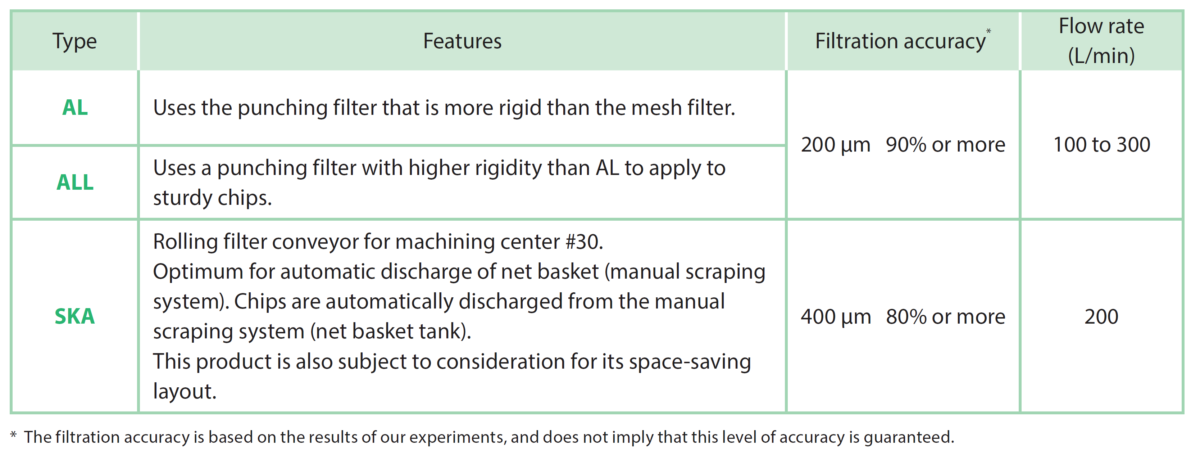 Type
Features
Filtration accuracy*
Flow rate
(L/min)
AL
Uses the punching filter that is more rigid than the mesh filter.
200 μm 90% or more
100 to 300
ALL
Uses a punching filter with higher rigidity than AL to apply to
sturdy chips.
SKA
Rolling filter conveyor for machining center #30.
Optimum for automatic discharge of net basket (manual scraping
system). Chips are automatically discharged from the manual
scraping system (net basket tank).
This product is also subject to consideration for its space-saving
layout.
400 μm 80% or more
200
* The filtration accuracy is based on the results of our experiments, and does not imply that this level of accuracy is guaranteed.